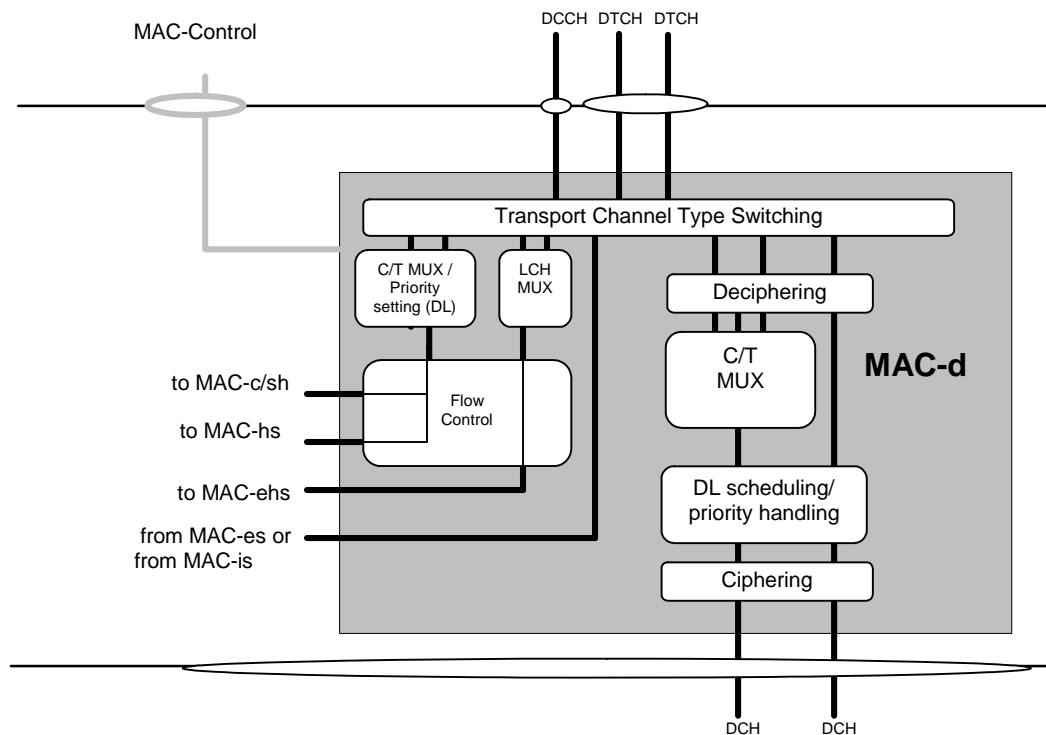 DCCH DTCH DTCH
MAC-Control
Transport Channel Type Switching
C/T MUX /
Priority
setting (DL)
LCH
MUX
Deciphering
C/T
MUX
MAC-d
to MAC-c/sh
Flow
Control
to MAC-hs
to MAC-ehs
DL scheduling/
priority handling
from MAC-es or
from MAC-is
Ciphering
DCH DCH